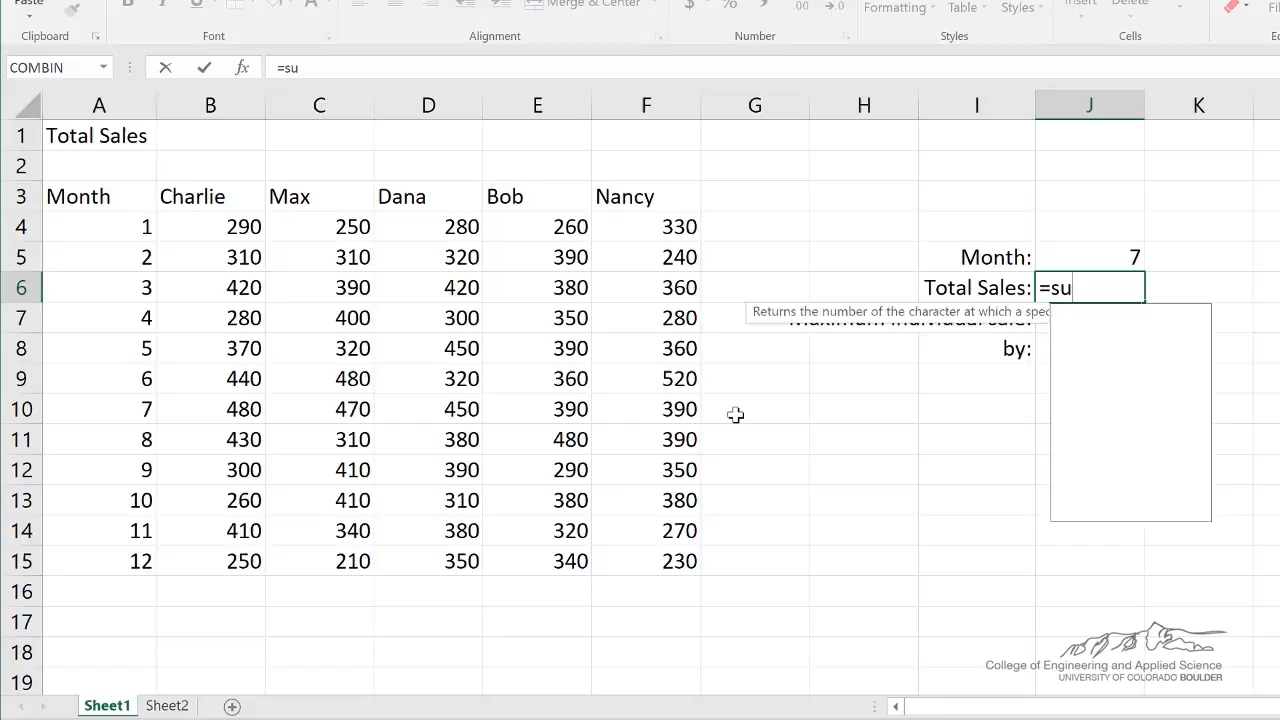 Paste
Merge & Center
$ % ,
Formatting Table Styles
Insert Delete
Clipboard Font Alignment Number Styles Cells
COMBIN =su
A B C D E F G H I J K
1 Total Sales
2
3 Month Charlie Max Dana Bob Nancy
4 1 290 250 280 260 330
5 2 310 310 320 390 240 Month: 7
6 3 420 390 420 380 360 Total Sales: =su
Returns the number of the character at which a spec
7 4 280 400 300 350 280 Maximum individual sale:
8 5 370 320 450 390 360 by:
9 6 440 480 320 360 520
10 7 480 470 450 390 390
11 8 430 310 380 480 390
12 9 300 410 390 290 350
13 10 260 410 310 380 380
14 11 410 340 380 320 270
15 12 250 210 350 340 230
16
17
18
19
College of Engineering and Applied Science
UNIVERSITY OF COLORADO BOULDER
Sheet1 Sheet2